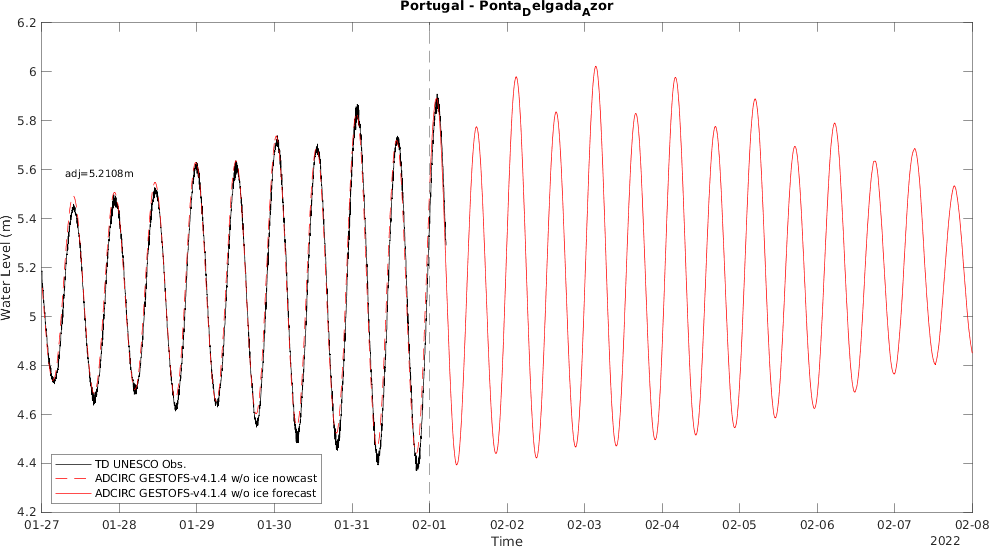 Portugal - PontaDelgadaAzor
6.2
6
5.8
5.6
5.4
5.2
5
4.8
4.6
4.4
4.2
Water Level (m)
adj=5.2108m
TD UNESCO Obs.
ADCIRC GESTOFS-v4.1.4 w/o ice nowcast
ADCIRC GESTOFS-v4.1.4 w/o ice forecast
01-27 01-28 01-29 01-30 01-31 02-01 02-02 02-03 02-04 02-05 02-06 02-07 02-08
Time
2022